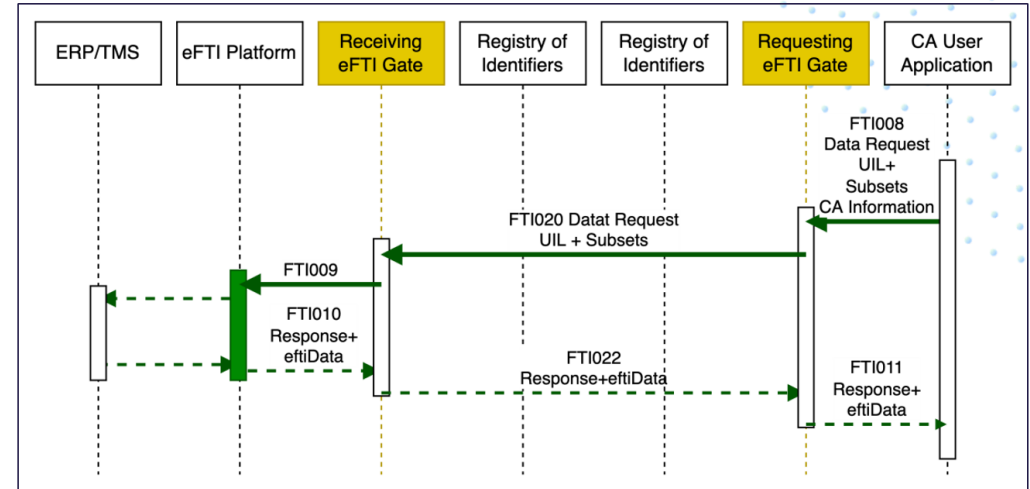 ERP/TMS
eFTI Platform
Receiving
eFTI Gate
Registry of
Identifiers
Registry of
Identifiers
Requesting
eFTI Gate
CA User
Application
FTI008
Data Request
UIL+
Subsets
CA Information
FTI020 Datat Request
UIL + Subsets
FTI009
FTI010
Response+
eftiData
FTI022
Response+eftiData
FTI011
Response+
eftiData